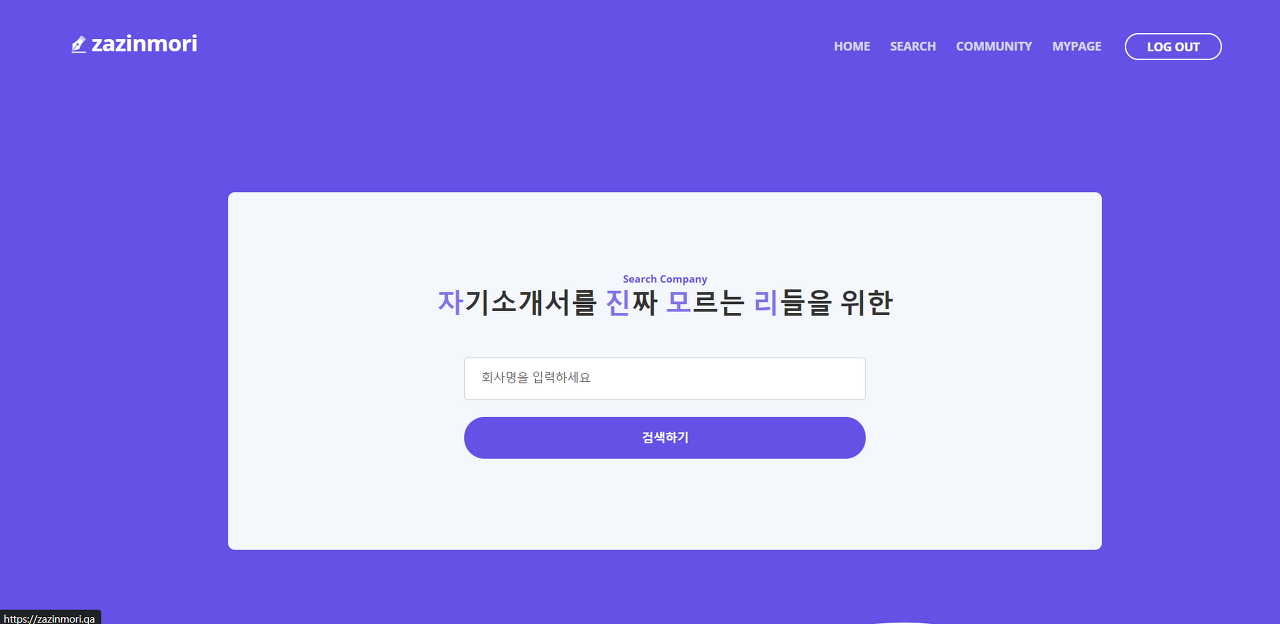 zazinmori
HOME SEARCH COMMUNITY MYPAGE LOG OUT
Search Company
자기소개서를 진짜 모르는 리들을 위한
회사명을 입력하세요
검색하기
https://zazinmori.ga